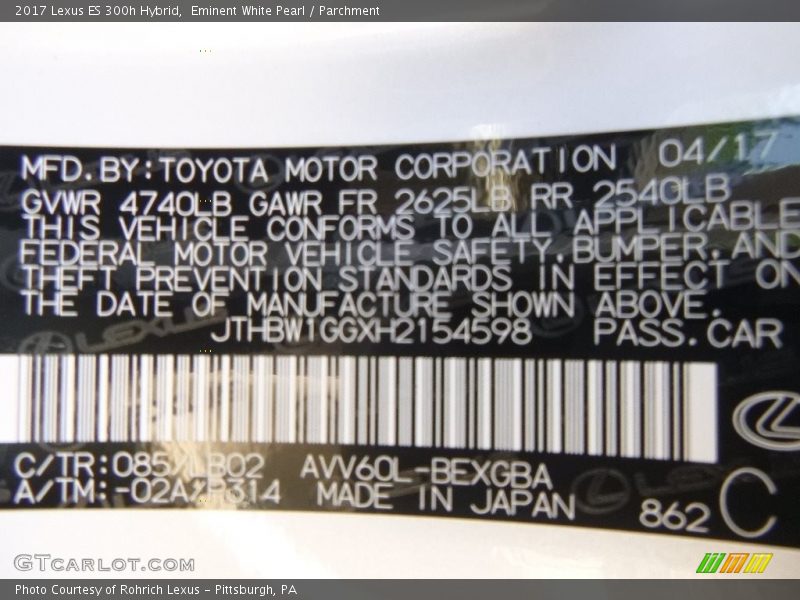 2017 Lexus ES 300h Hybrid,  Eminent White Pearl / Parchment
MFD.BY:TOYOTA MOTOR CORPORATION 04/17
GVWR 4740LB GAWR FR 2625LB RR 2540LB
THIS VEHICLE CONFORMS TO ALL APPLICABLE
FEDERAL MOTOR VEHICLE SAFETY,BUMPER,AND
THEFT PREVENTION STANDARDS IN EFFECT ON
THE DATE OF MANUFACTURE SHOWN ABOVE.
JTHBW1GGXH2154598 PASS.CAR
C/TR:085/LB02 AVV60L-BEXGBA
A/TM:-02A/P314 MADE IN JAPAN 862 C
GTCARLOT.COM
Photo Courtesy of Rohrich Lexus - Pittsburgh, PA